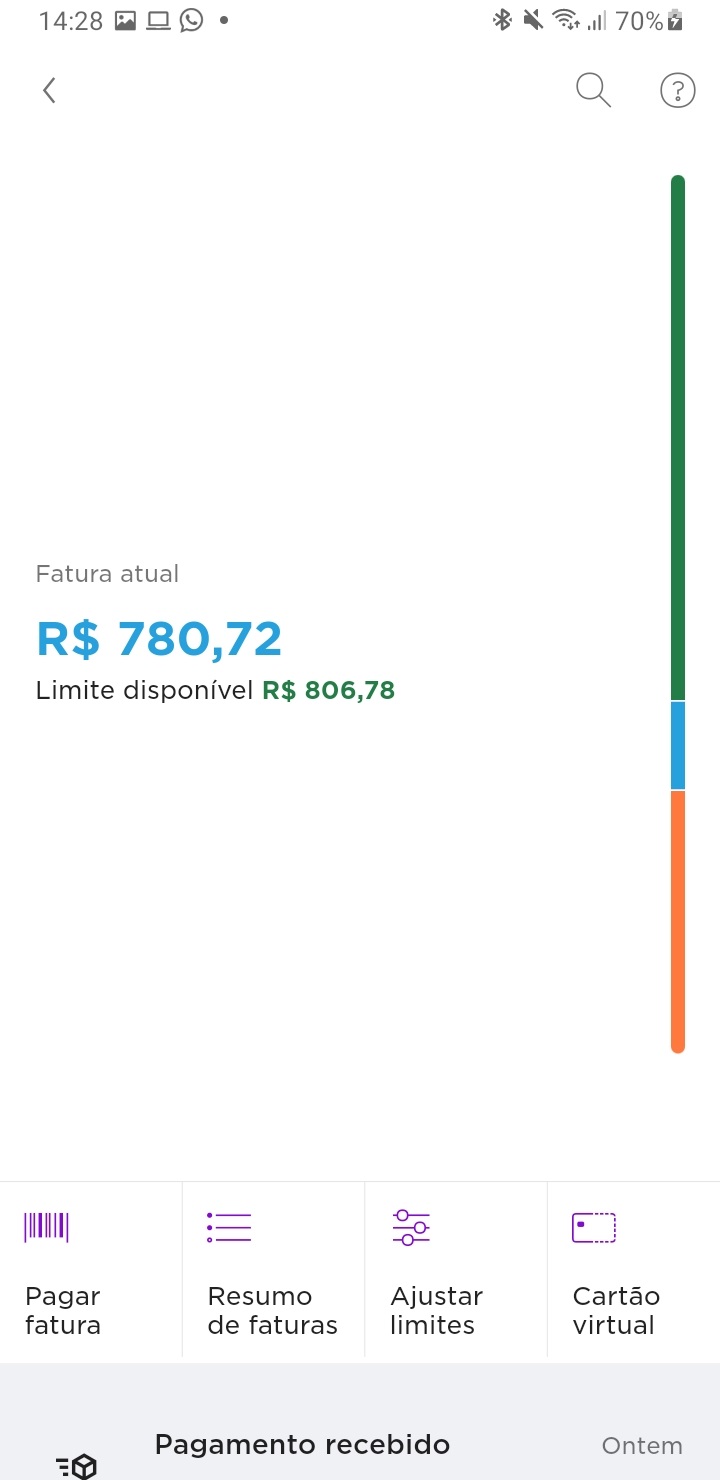 14:28
70%
Fatura atual
R$ 780,72
Limite disponível R$ 806,78
Pagar
fatura
Resumo
de faturas
Ajustar
limites
Cartão
virtual
Pagamento recebido
Ontem